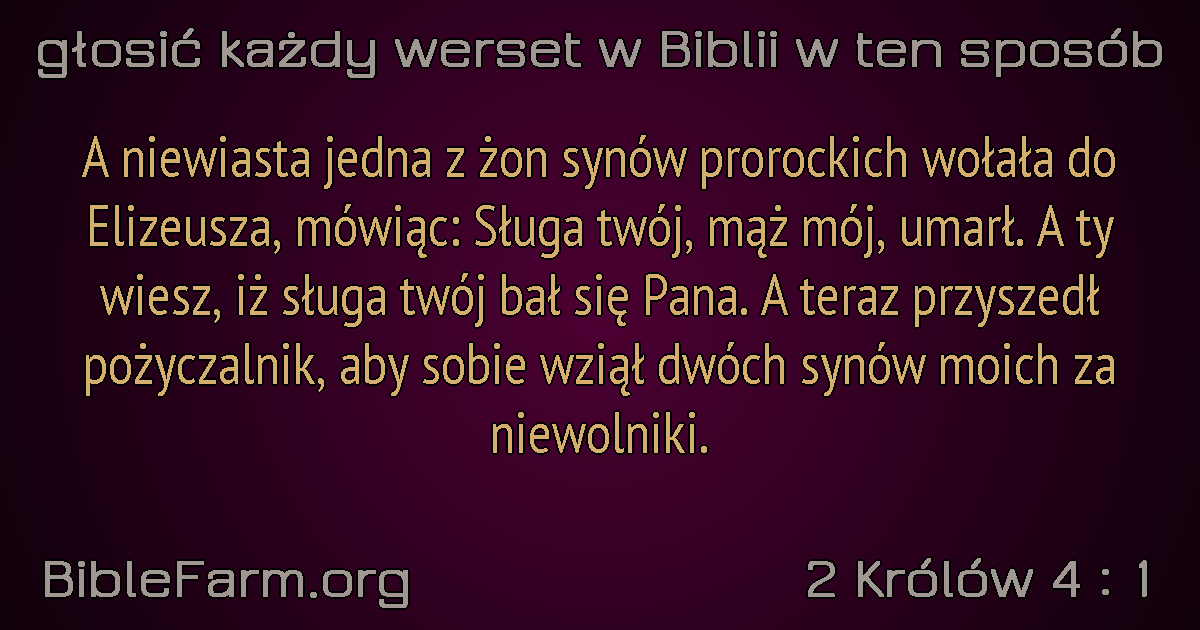 głosić każdy werset w Biblii w ten sposób
A niewiasta jedna z żon synów prorockich wołała do
Elizeusza, mówiąc: Sługa twój, mąż mój, umarł. A ty
wiesz, iż sługa twój bał się Pana. A teraz przyszedł
pożyczalnik, aby sobie wziął dwóch synów moich za
niewolniki.
BibleFarm.org
2 Królów 4 : 1